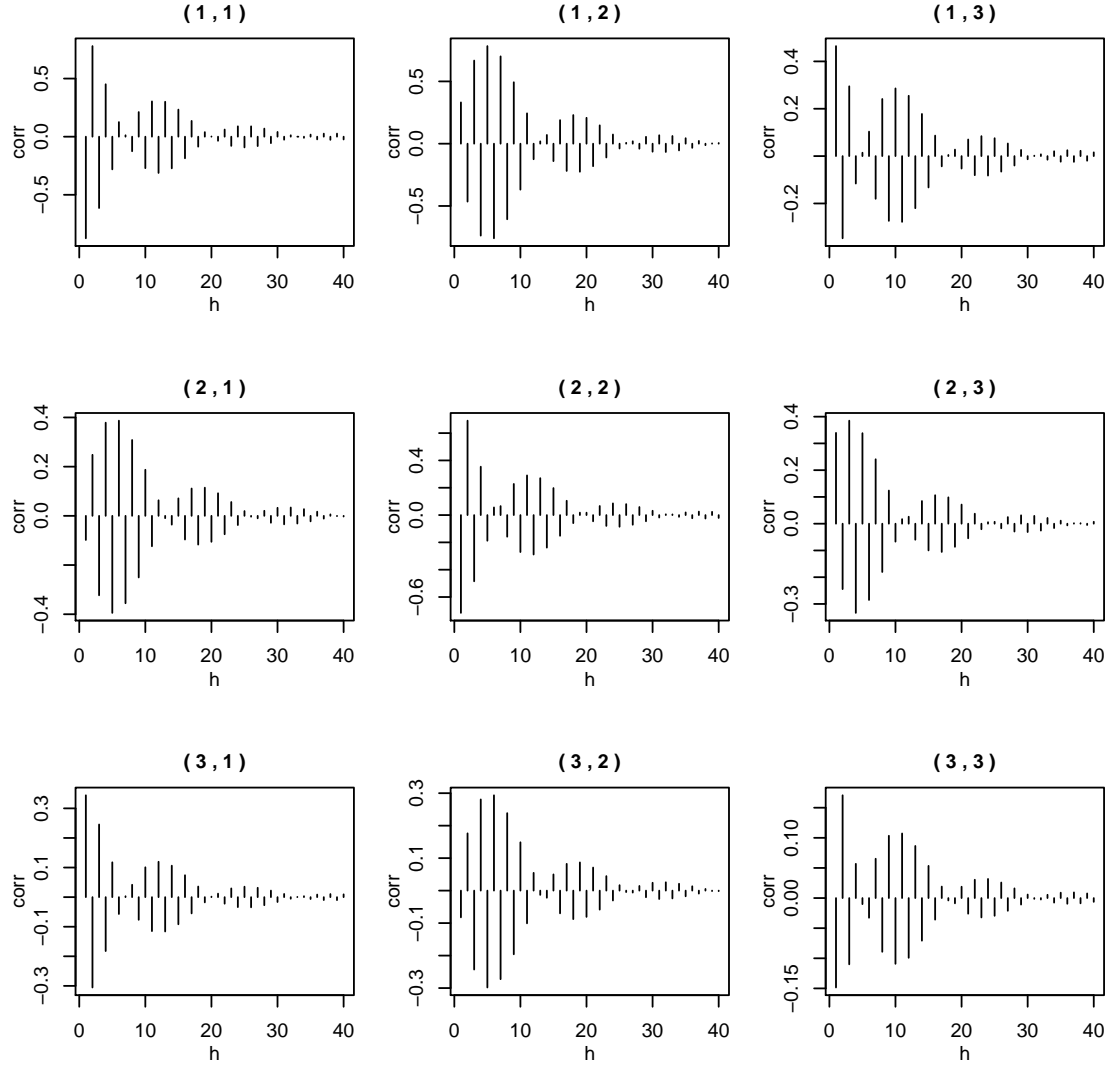 ( 1 , 1 )
corr
−0.5 0.0 0.5
0 10 20 30 40
h
( 1 , 2 )
corr
−0.5 0.0 0.5
0 10 20 30 40
h
( 1 , 3 )
corr
−0.2 0.2 0.4
0 10 20 30 40
h
( 2 , 1 )
corr
−0.4 0.0 0.2 0.4
0 10 20 30 40
h
( 2 , 2 )
corr
−0.6 0.0 0.4
0 10 20 30 40
h
( 2 , 3 )
corr
−0.3 0.0 0.2 0.4
0 10 20 30 40
h
( 3 , 1 )
corr
−0.3 −0.1 0.1 0.3
0 10 20 30 40
h
( 3 , 2 )
corr
−0.3 −0.1 0.1 0.3
0 10 20 30 40
h
( 3 , 3 )
corr
−0.15 0.00 0.10
0 10 20 30 40
h